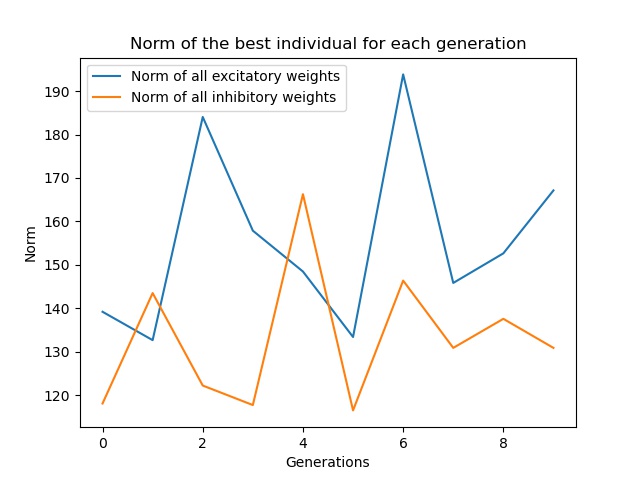 Norm of the best individual for each generation
Norm of all excitatory weights
Norm of all inhibitory weights
190
180
170
160
150
140
130
120
Norm
0 2 4 6 8
Generations